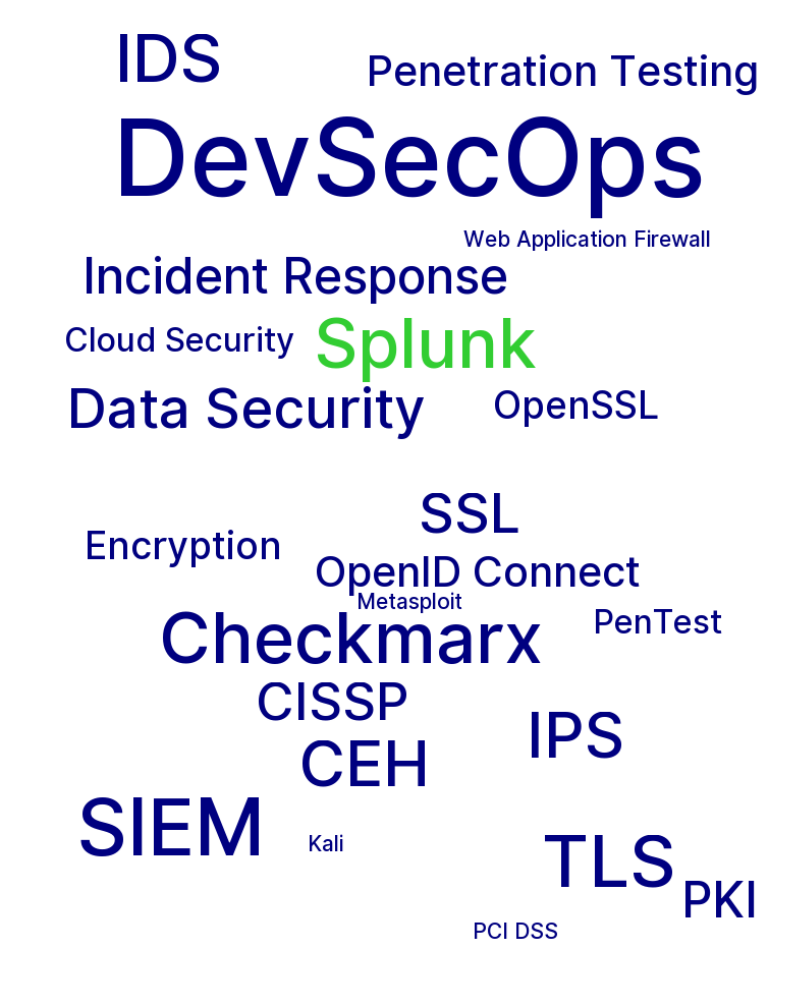 IDS
Penetration Testing
DevSecOps
Web Application Firewall
Incident Response
Cloud Security
Splunk
Data Security
OpenSSL
SSL
Encryption
OpenID Connect
Metasploit
PenTest
Checkmarx
CISSP
IPS
CEH
SIEM
Kali
TLS
PKI
PCI DSS